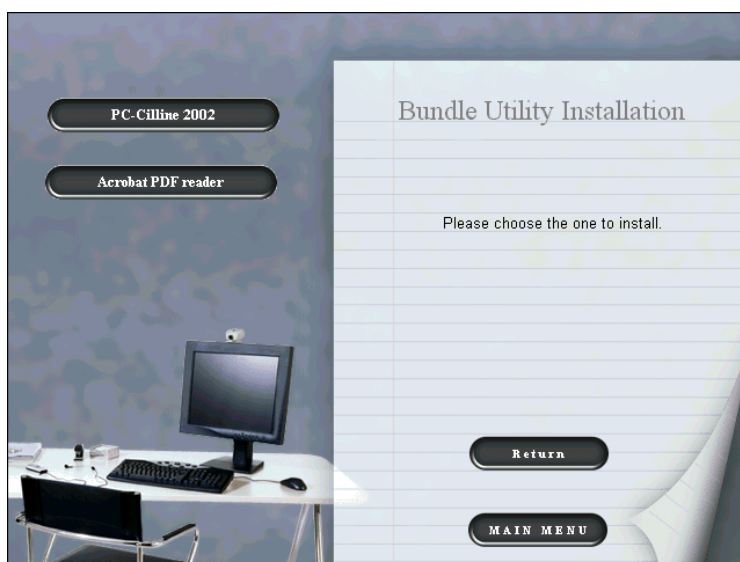 PC-Cilline 2002
Acrobat PDF reader
Bundle Utility Installation
Please choose the one to install.
Return
MAIN MENU